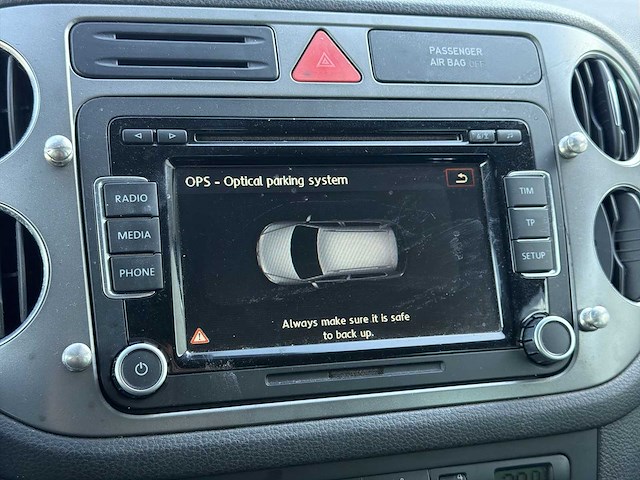 PASSENGER
AIR BAG OFF
OPS - Optical parking system
RADIO
MEDIA
PHONE
TIM
TP
SETUP
Always make sure it is safe
to back up.